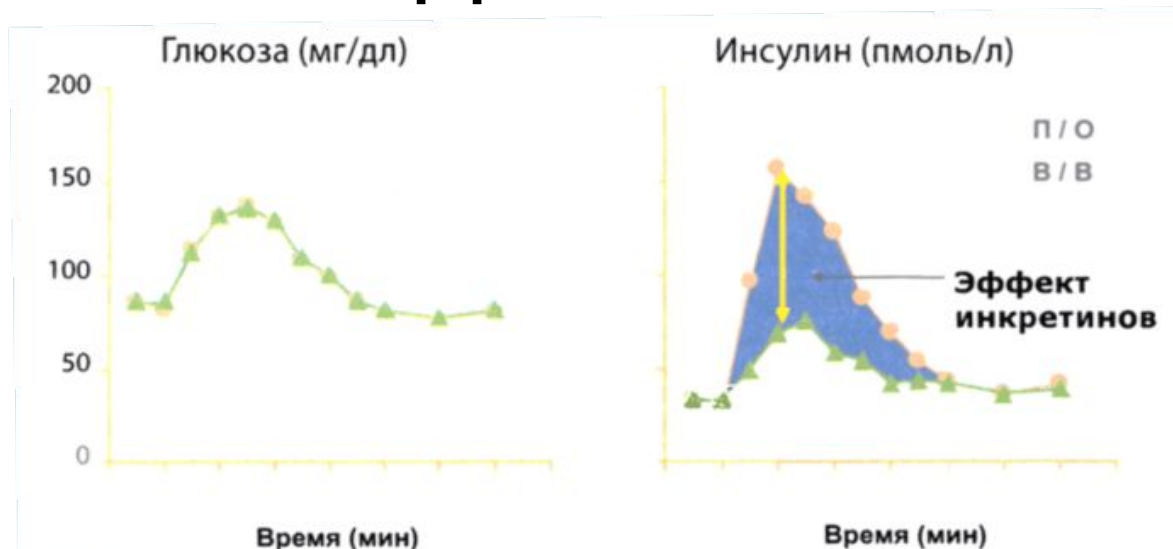 Глюкоза (мг/дл)
200
150
100
50
0
Время (мин)
Инсулин (пмоль/л)
П / О
В / В
Эффект
инкретинов
Время (мин)